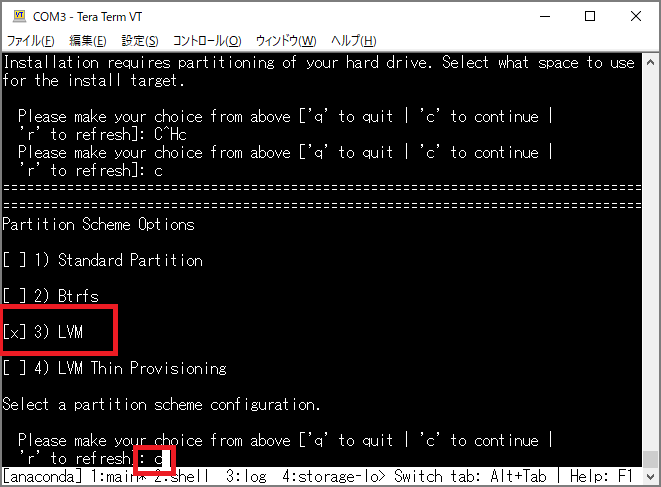 COM3 - Tera Term VT
ファイル(F) 編集(E) 設定(S) コントロール(O) ウィンドウ(W) ヘルプ(H)
Installation requires partitioning of your hard drive. Select what space to use
for the install target.
Please make your choice from above ['q' to quit | 'c' to continue |
'r' to refresh]: C^Hc
Please make your choice from above ['q' to quit | 'c' to continue |
'r' to refresh]: c
================================================================================
================================================================================
Partition Scheme Options
[ ] 1) Standard Partition
[ ] 2) Btrfs
[x] 3) LVM
[ ] 4) LVM Thin Provisioning
Select a partition scheme configuration.
Please make your choice from above ['q' to quit | 'c' to continue |
'r' to refresh]: c
[anaconda] 1:main* 2:shell  3:log  4:storage-lo> Switch tab: Alt+Tab | Help: F1